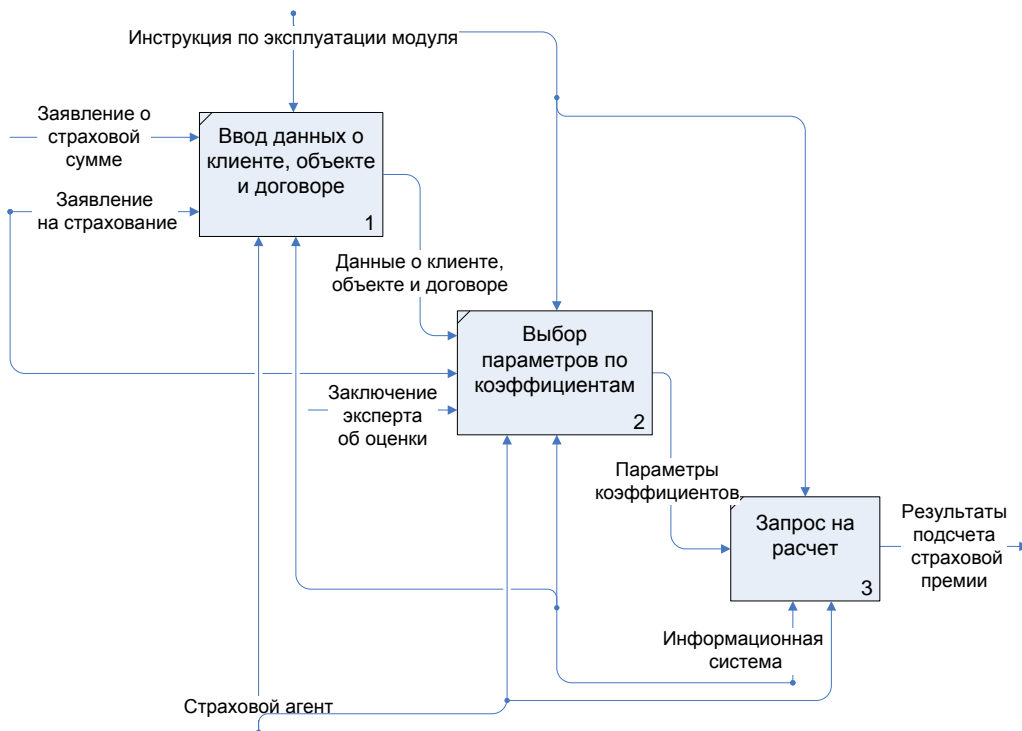 Инструкция по эксплуатации модуля
Заявление о
страховой
сумме
Ввод данных о
клиенте, объекте
и договоре
1
Заявление
на страхование
Данные о клиенте,
объекте и договоре
Выбор
параметров по
коэффициентам
2
Заключение
эксперта
об оценки
Параметры
коэффициентов
Запрос на
расчет
3
Результаты
подсчета
страховой
премии
Информационная
система
Страховой агент